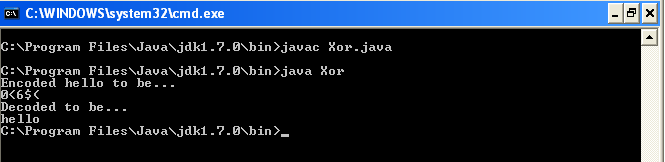 C:\WINDOWS\system32\cmd.exe
C:\Program Files\Java\jdk1.7.0\bin>javac Xor.java
C:\Program Files\Java\jdk1.7.0\bin>java Xor
Encoded hello to be...
0<6$<
Decoded to be...
hello
C:\Program Files\Java\jdk1.7.0\bin>_